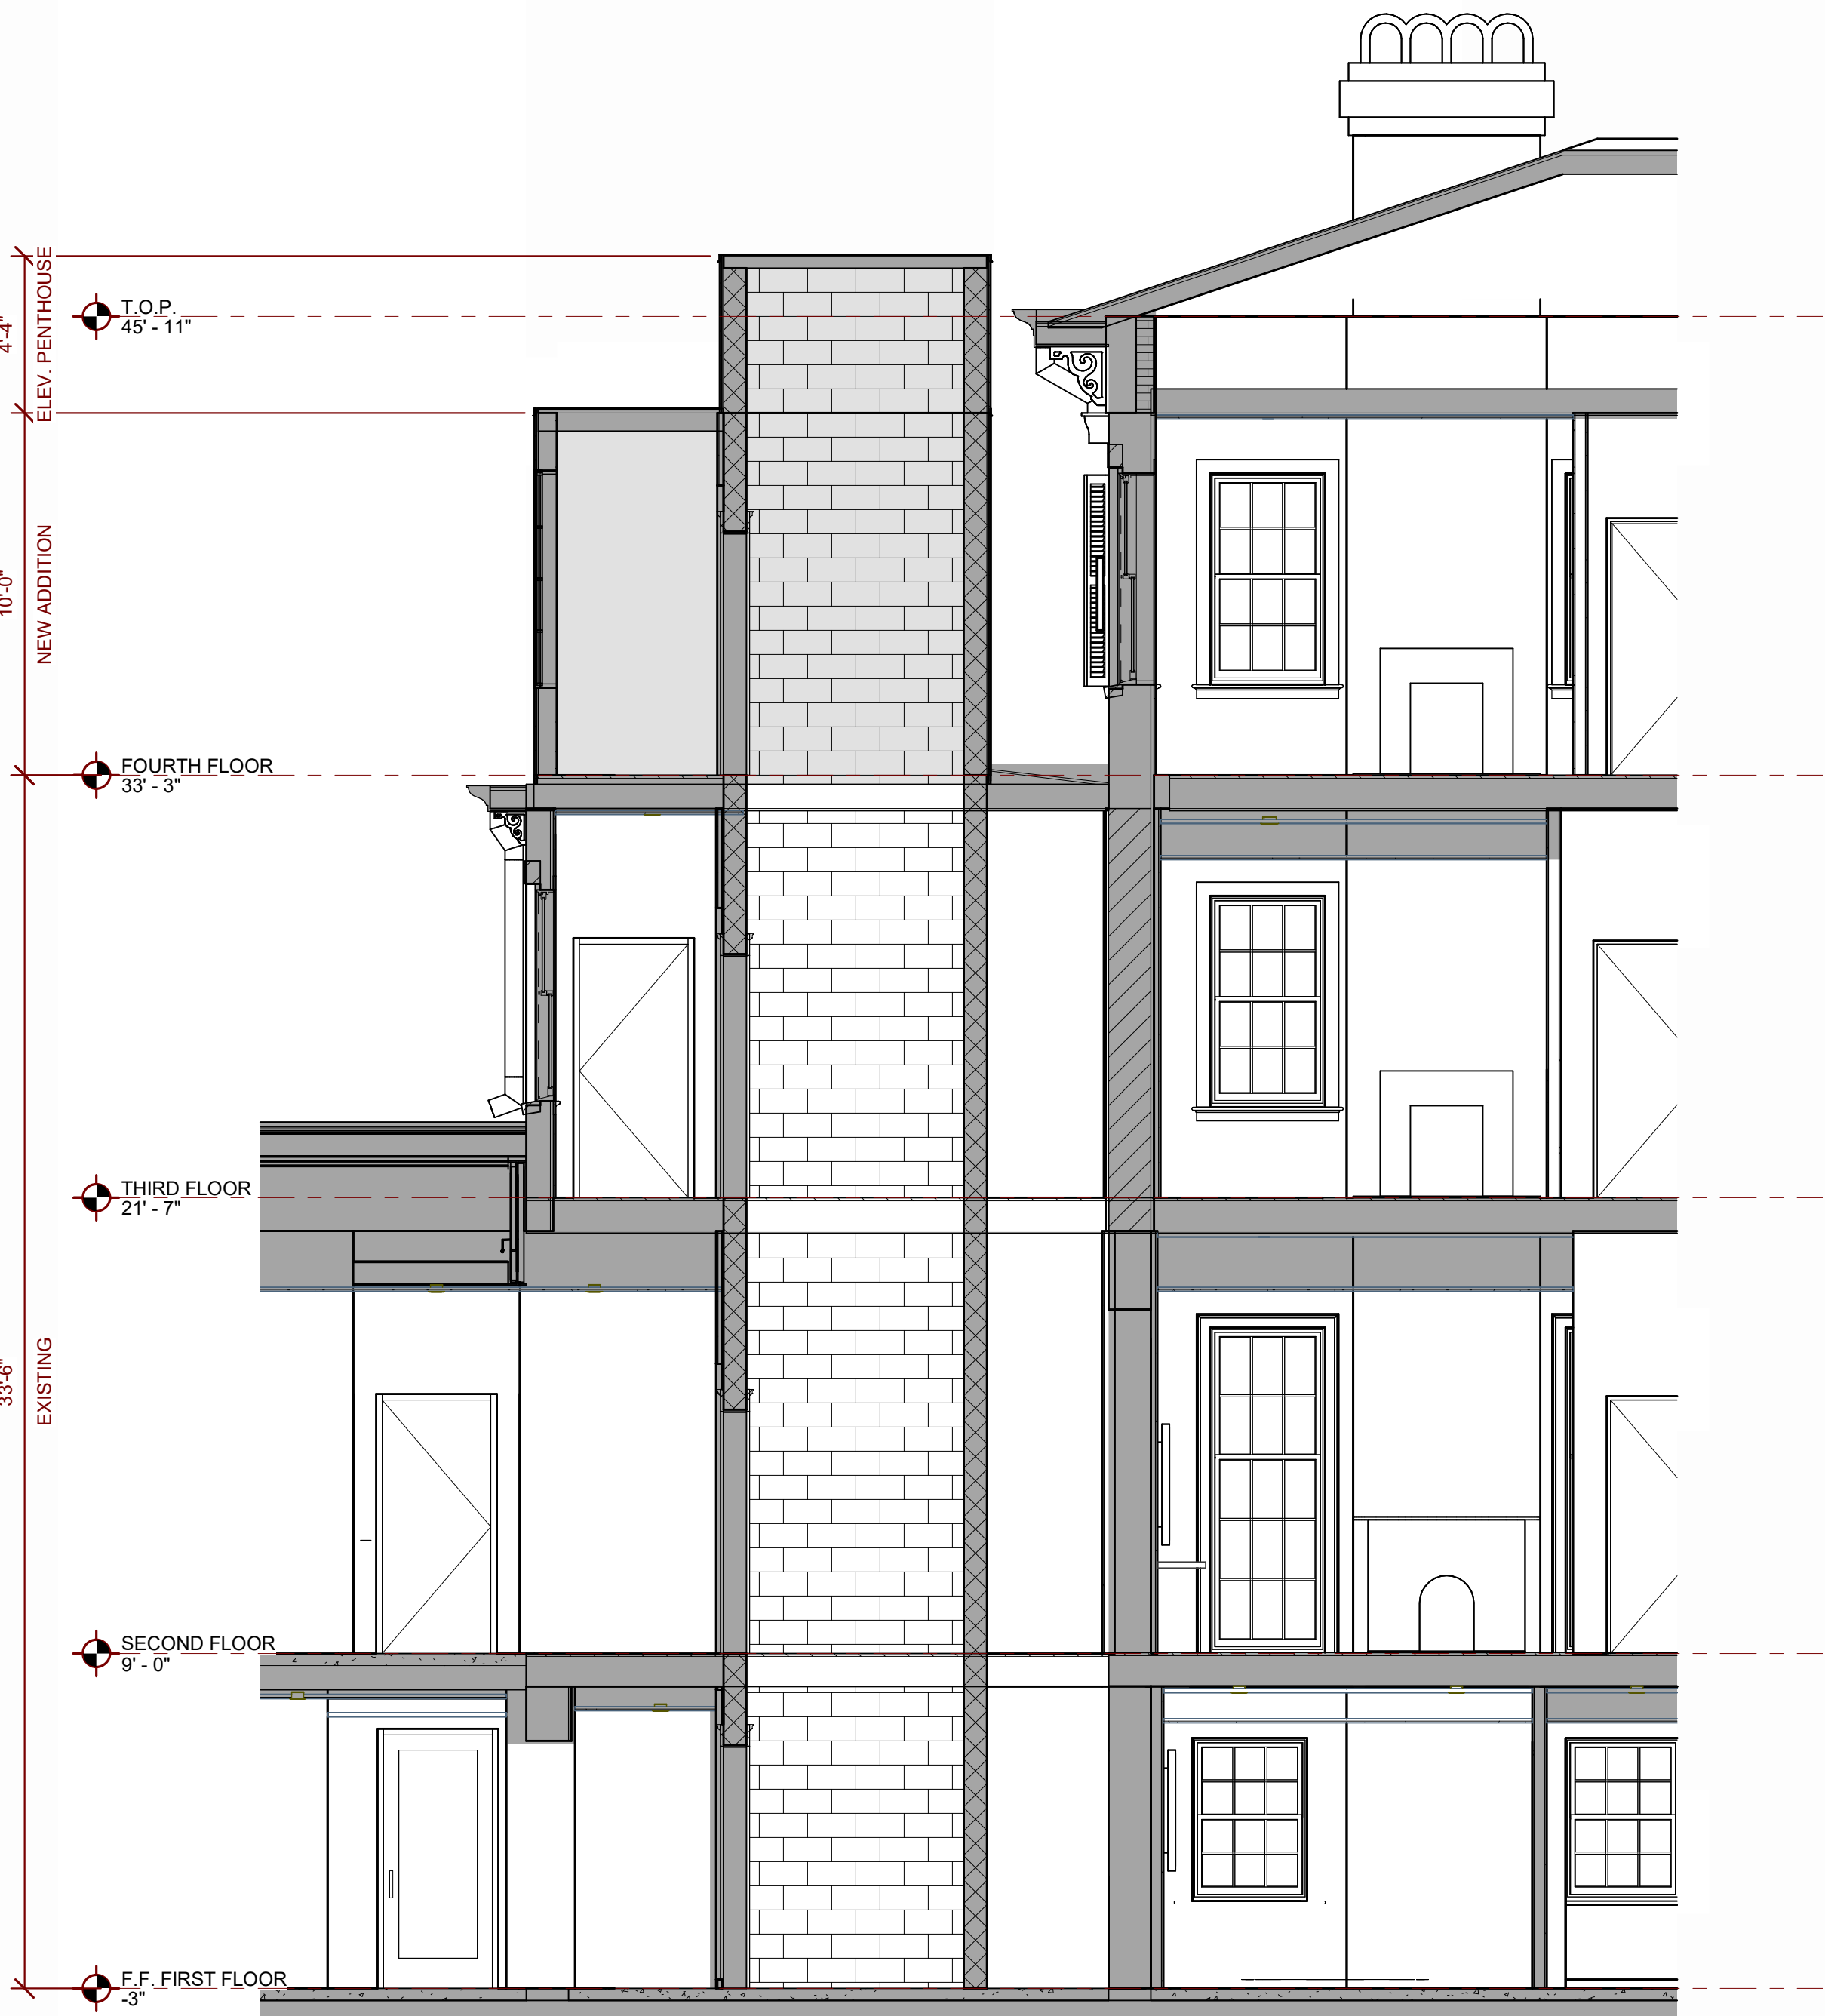 ELEV. PENTHOUSE
4'-4"
T.O.P.
45' - 11"
NEW ADDITION
10'-0"
FOURTH FLOOR
33' - 3"
THIRD FLOOR
21' - 7"
EXISTING
33'-6"
SECOND FLOOR
9' - 0"
F.F. FIRST FLOOR
-3"